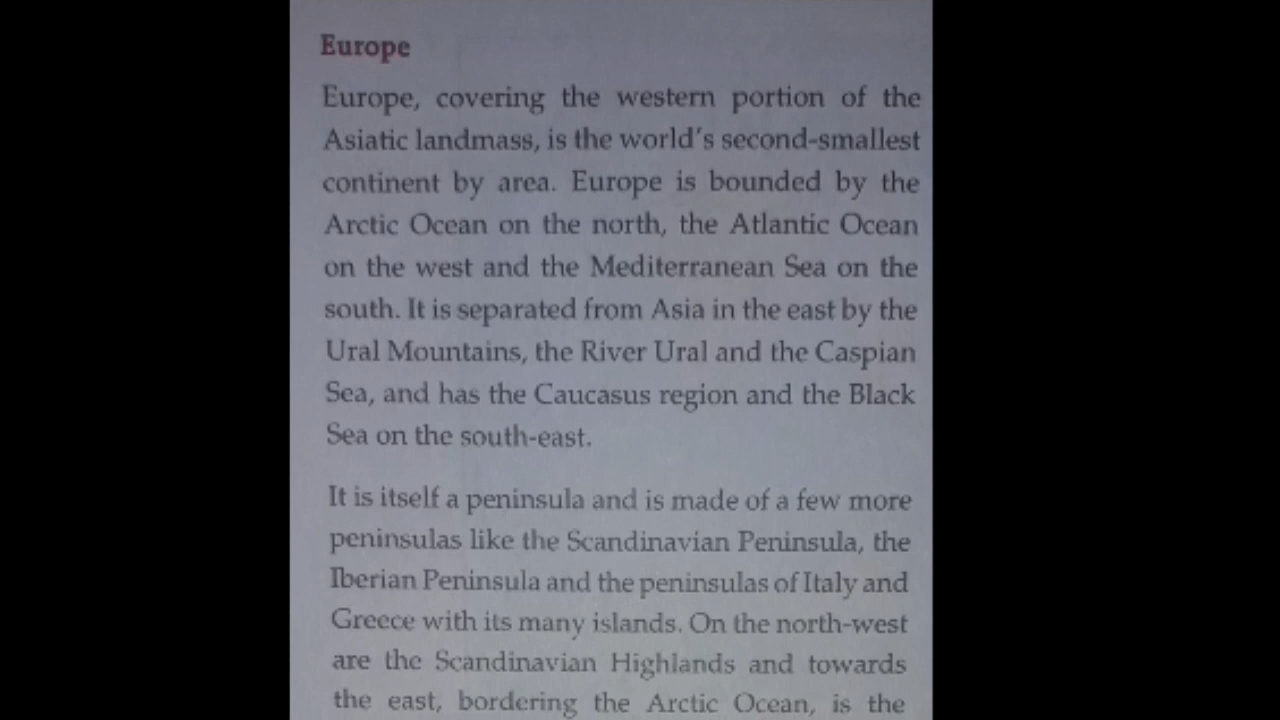 Europe
Europe, covering the western portion of the
Asiatic landmass, is the world's second-smallest
continent by area. Europe is bounded by the
Arctic Ocean on the north, the Atlantic Ocean
on the west and the Mediterranean Sea on the
south. It is separated from Asia in the east by the
Ural Mountains, the River Ural and the Caspian
Sea, and has the Caucasus region and the Black
Sea on the south-east.
It is itself a peninsula and is made of a few more
peninsulas like the Scandinavian Peninsula, the
Iberian Peninsula and the peninsulas of Italy and
Greece with its many islands. On the north-west
are the Scandinavian Highlands and towards
the east, bordering the Arctic Ocean, is the